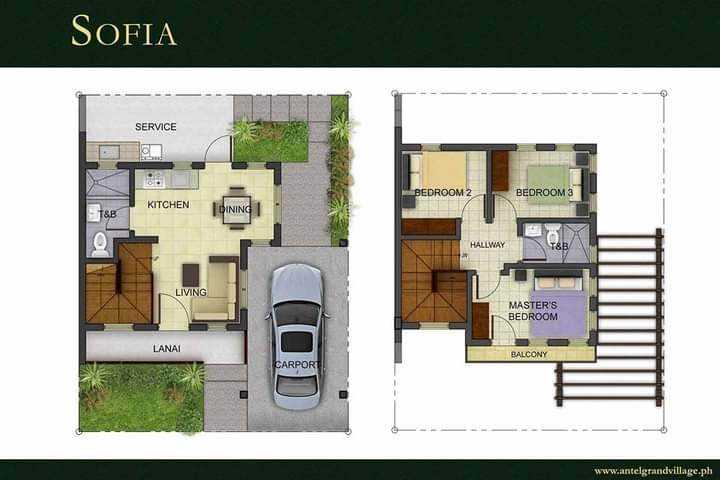 SOFIA
SERVICE
KITCHEN
T&B
DINING
LIVING
LANAI
CARPORT
BEDROOM 2
BEDROOM 3
HALLWAY
T&B
MASTER'S
BEDROOM
BALCONY
www.antelgrandvillage.ph